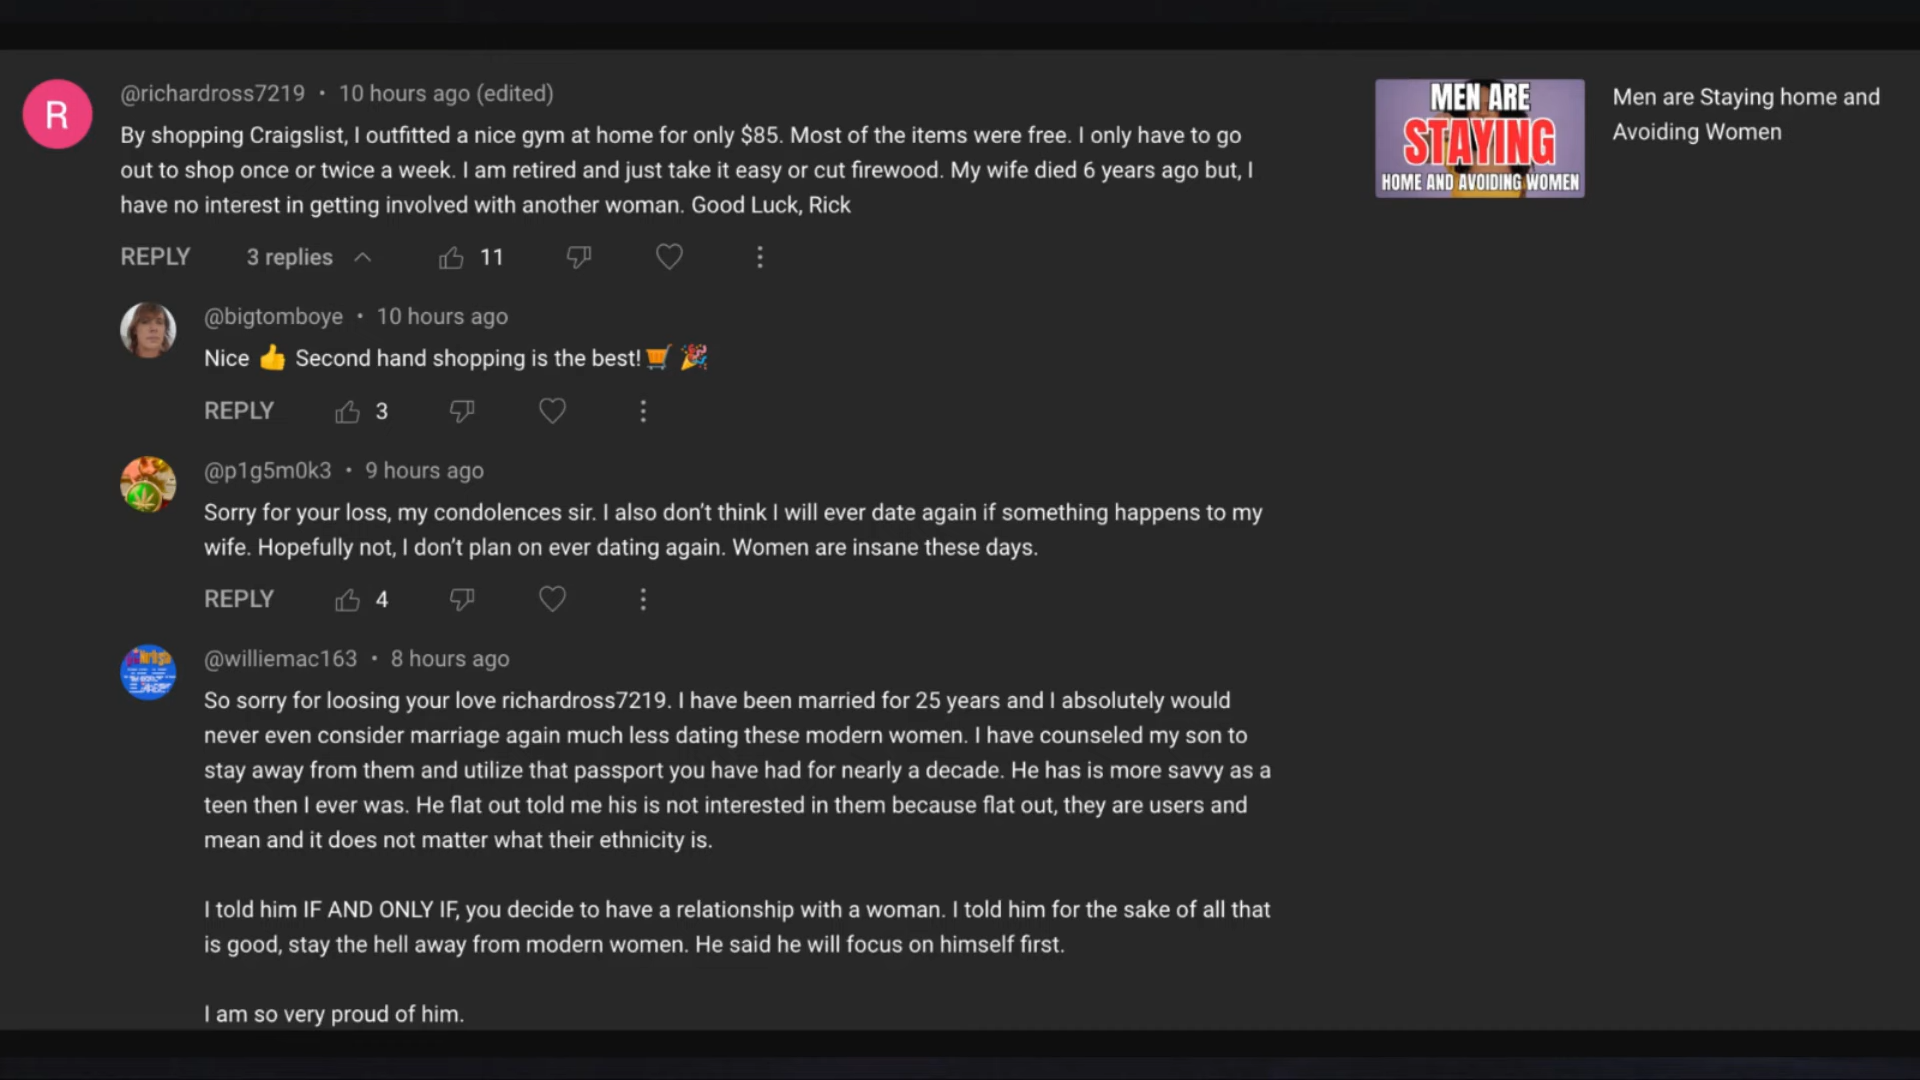 @richardross7219 • 10 hours ago (edited)
By shopping Craigslist, I outfitted a nice gym at home for only $85. Most of the items were free. I only have to go
out to shop once or twice a week. I am retired and just take it easy or cut firewood. My wife died 6 years ago but, I
have no interest in getting involved with another woman. Good Luck, Rick
REPLY 3 replies 11
R
MEN ARE
STAYING
HOME AND AVOIDING WOMEN
Men are Staying home and
Avoiding Women
@bigtomboye • 10 hours ago
Nice 👍 Second hand shopping is the best!🛒 🎉
REPLY 3
@p1g5m0k3 • 9 hours ago
Sorry for your loss, my condolences sir. I also don’t think I will ever date again if something happens to my
wife. Hopefully not, I don’t plan on ever dating again. Women are insane these days.
REPLY 4
@williemac163 • 8 hours ago
So sorry for loosing your love richardross7219. I have been married for 25 years and I absolutely would
never even consider marriage again much less dating these modern women. I have counseled my son to
stay away from them and utilize that passport you have had for nearly a decade. He has is more savvy as a
teen then I ever was. He flat out told me his is not interested in them because flat out, they are users and
mean and it does not matter what their ethnicity is.
I told him IF AND ONLY IF, you decide to have a relationship with a woman. I told him for the sake of all that
is good, stay the hell away from modern women. He said he will focus on himself first.
I am so very proud of him.